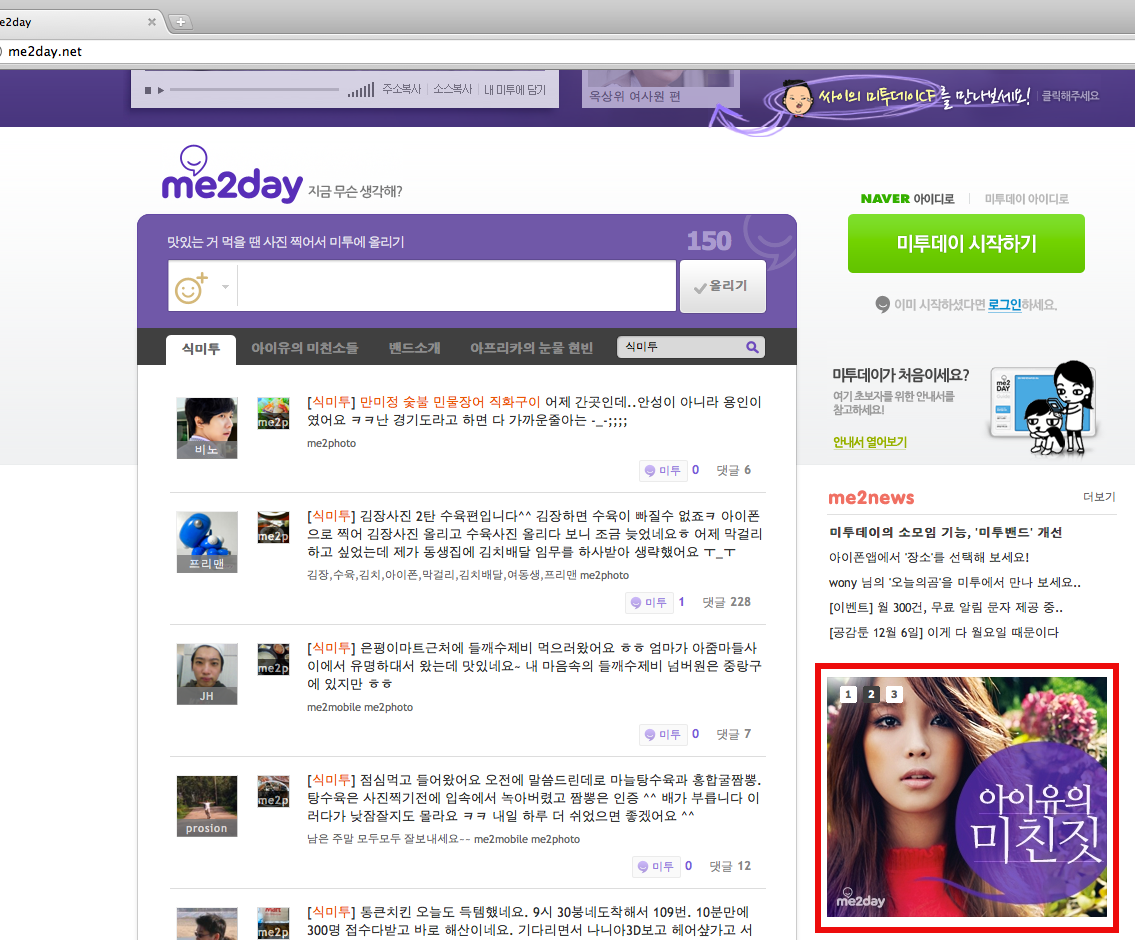 e2day
me2day.net
주소복사 | 소스복사 | 내 미투에 담기
옥상위 여사원 편
싸이의 미투데이CF를 만나보세요! | 클릭해주세요
me2day 지금 무슨 생각해?
NAVER 아이디로 | 미투데이 아이디로
맛있는 거 먹을 땐 사진 찍어서 미투에 올리기
150
올리기
미투데이 시작하기
이미 시작하셨다면 로그인하세요.
식미투
아이유의 미친소들
밴드소개
아프리카의 눈물 현빈
식미투
비노
me2p
[식미투] 만미정 숯불 민물장어 직화구이 어제 간곳인데..안성이 아니라 용인이
였어요 ㅋㅋ난 경기도라고 하면 다 가까운줄아는 -_-;;;;
me2photo
미투 0 댓글 6
프리맨
me2p
[식미투] 김장사진 2탄 수육편입니다^^ 김장하면 수육이 빠질수 없죠ㅋ 아이폰
으로 찍어 김장사진 올리고 수육사진 올리다 보니 조금 늦었네요ㅎ 어제 막걸리
하고 싶었는데 제가 동생집에 김치배달 임무를 하사받아 생략했어요 ㅜ_ㅜ
김장,수육,김치,아이폰,막걸리,김치배달,여동생,프리맨 me2photo
미투 1 댓글 228
JH
me2p
[식미투] 은평이마트근처에 들깨수제비 먹으러왔어요 ㅎㅎ 엄마가 아줌마들사
이에서 유명하대서 왔는데 맛있네요~ 내 마음속의 들깨수제비 넘버원은 중랑구
에 있지만 ㅎㅎ
me2mobile me2photo
미투 0 댓글 7
prosion
me2p
[식미투] 점심먹고 들어왔어요 오전에 말씀드린데로 마늘탕수육과 홍합굴짬뽕.
탕수육은 사진찍기전에 입속에서 녹아버렸고 짬뽕은 인증 ^^ 배가 부릅니다 이
러다가 낮잠잘지도 몰라요 ㅋㅋ 내일 하루 더 쉬었으면 좋겠어요 ^^
남은 주말 모두모두 잘보내세요~~ me2mobile me2photo
미투 0 댓글 12
me2p
[식미투] 통큰치킨 오늘도 득템했네요. 9시 30붕네도착해서 109번. 10분만에
300명 접수다받고 바로 해산이네요. 기다리면서 나니아3D보고 헤어샾가고 서
미투데이가 처음이세요?
여기 초보자를 위한 안내서를
참고하세요!
안내서 열어보기
me2DAY
me2news
더보기
미투데이의 소모임 기능, '미투밴드' 개선
아이폰앱에서 '장소'를 선택해 보세요!
wony 님의 '오늘의곰'을 미투에서 만나 보세요..
[이벤트] 월 300건, 무료 알림 문자 제공 중..
[공감툰 12월 6일] 이게 다 월요일 때문이다
1 2 3
아이유의
미친짓
me2day